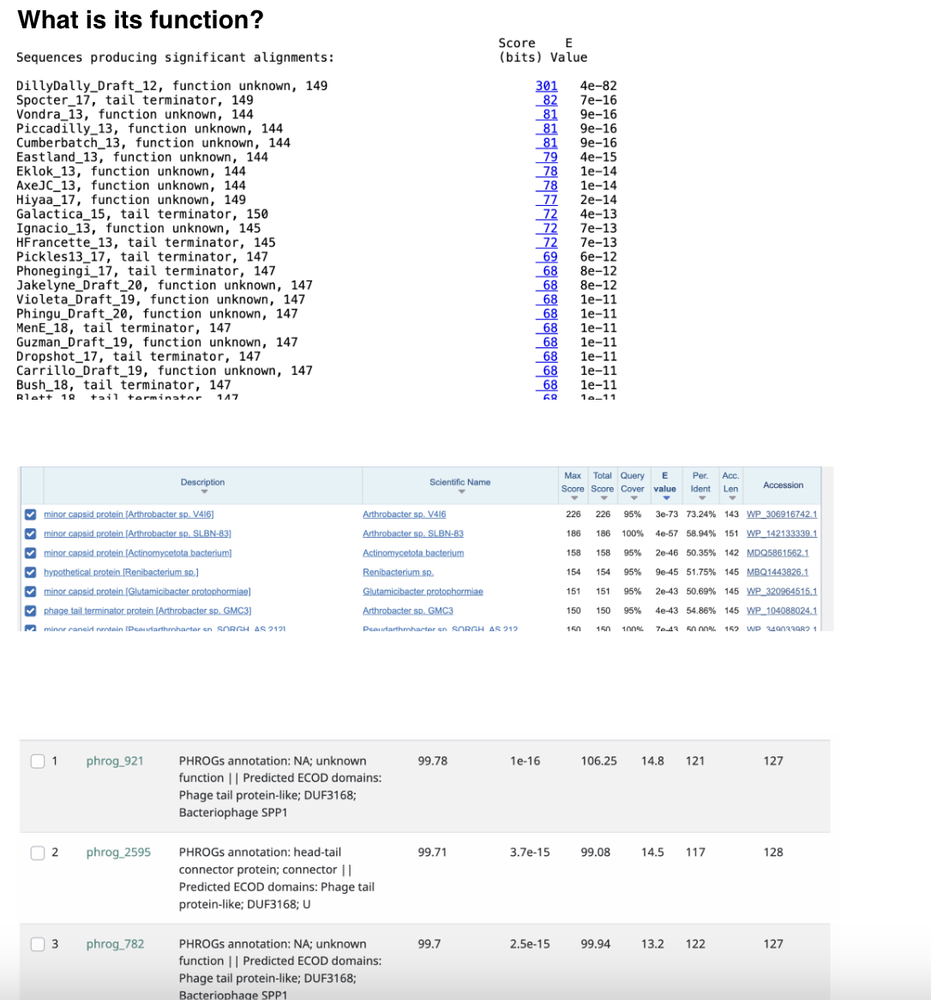 What is its function?
Score E
Sequences producing significant alignments: (bits) Value
DillyDally_Draft_12, function unknown, 149 301 4e-82
Spocter_17, tail terminator, 149 82 7e-16
Vondra_13, function unknown, 144 81 9e-16
Piccadilly_13, function unknown, 144 81 9e-16
Cumberbatch_13, function unknown, 144 81 9e-16
Eastland_13, function unknown, 144 79 4e-15
Eklok_13, function unknown, 144 78 1e-14
AxeJC_13, function unknown, 144 78 1e-14
Hiyaa_17, function unknown, 149 77 2e-14
Galactica_15, tail terminator, 150 72 4e-13
Ignacio_13, function unknown, 145 72 7e-13
HFrancette_13, tail terminator, 145 72 7e-13
Pickles13_17, tail terminator, 147 69 6e-12
Phonegingi_17, tail terminator, 147 68 8e-12
Jakelyne_Draft_20, function unknown, 147 68 8e-12
Violeta_Draft_19, function unknown, 147 68 1e-11
Phingu_Draft_20, function unknown, 147 68 1e-11
MenE_18, tail terminator, 147 68 1e-11
Guzman_Draft_19, function unknown, 147 68 1e-11
Dropshot_17, tail terminator, 147 68 1e-11
Carrillo_Draft_19, function unknown, 147 68 1e-11
Bush_18, tail terminator, 147 68 1e-11
Blett_18, tail terminator, 147 68 1e-11
Description Scientific Name Max Score Total Score Query Cover E value Per. Ident Acc. Len Accession
minor capsid protein [Arthrobacter sp. V4I6] Arthrobacter sp. V4I6 226 226 95% 3e-73 73.24% 143 WP_306916742.1
minor capsid protein [Arthrobacter sp. SLBN-83] Arthrobacter sp. SLBN-83 186 186 100% 4e-57 58.94% 151 WP_142133339.1
minor capsid protein [Actinomycetota bacterium] Actinomycetota bacterium 158 158 95% 2e-46 50.35% 142 MDQ5861562.1
hypothetical protein [Renibacterium sp.] Renibacterium sp. 154 154 95% 9e-45 51.75% 145 MBQ1443826.1
minor capsid protein [Glutamicibacter protophormiae] Glutamicibacter protophormiae 151 151 95% 2e-43 50.69% 145 WP_320964515.1
phage tail terminator protein [Arthrobacter sp. GMC3] Arthrobacter sp. GMC3 150 150 95% 4e-43 54.86% 145 WP_104088024.1
minor capsid protein [Pseudarthrobacter sp. SORGH_AS 212] Pseudarthrobacter sp. SORGH_AS 212 150 150 100% 7e-43 50.00% 152 WP_349033982.1
1 phrog_921 PHROGs annotation: NA; unknown 99.78 1e-16 106.25 14.8 121 127
function || Predicted ECOD domains:
Phage tail protein-like; DUF3168;
Bacteriophage SPP1
2 phrog_2595 PHROGs annotation: head-tail 99.71 3.7e-15 99.08 14.5 117 128
connector protein; connector ||
Predicted ECOD domains: Phage tail
protein-like; DUF3168; U
3 phrog_782 PHROGs annotation: NA; unknown 99.7 2.5e-15 99.94 13.2 122 127
function || Predicted ECOD domains:
Phage tail protein-like; DUF3168;
Bacteriophage SPP1